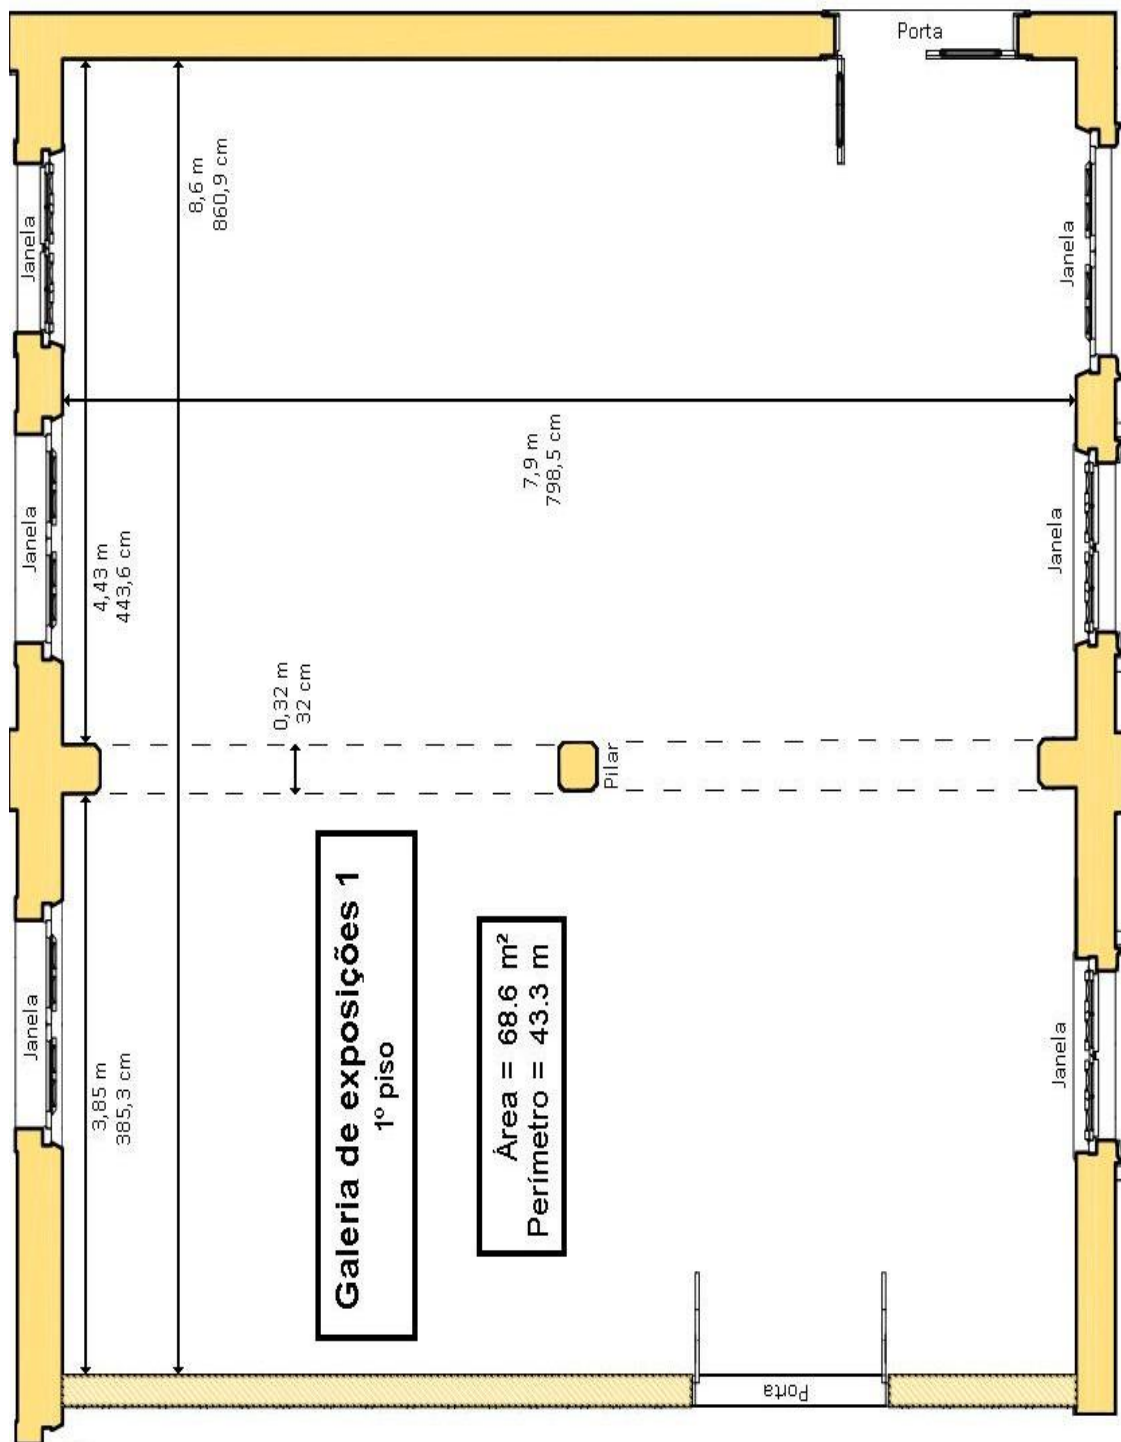 Porta
Janela
8,6 m
860,9 cm
Janela
7,9 m
798,5 cm
Janela
4,43 m
443,6 cm
Janela
0,32 m
32 cm
Pilar
Galeria de exposições 1
1º piso
Área = 68.6 m²
Perímetro = 43.3 m
Janela
3,85 m
385,3 cm
Janela
Porta